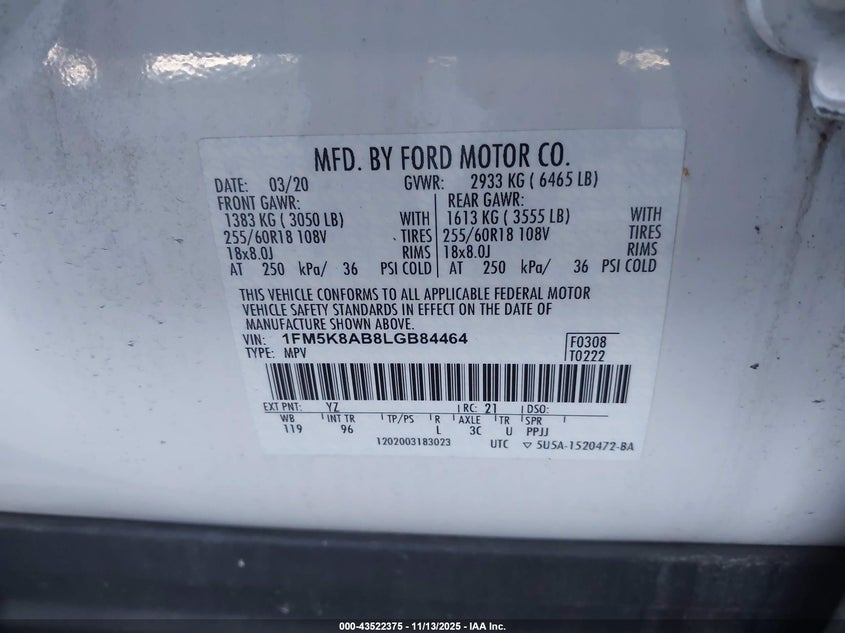 MFD. BY FORD MOTOR CO.
DATE: 03/20 GVWR: 2933 KG ( 6465 LB)
FRONT GAWR: REAR GAWR:
1383 KG ( 3050 LB) WITH 1613 KG ( 3555 LB) WITH
255/60R18 108V TIRES 255/60R18 108V TIRES
18x8.0J RIMS 18x8.0J RIMS
AT 250 kPa/ 36 PSI COLD AT 250 kPa/ 36 PSI COLD
THIS VEHICLE CONFORMS TO ALL APPLICABLE FEDERAL MOTOR
VEHICLE SAFETY STANDARDS IN EFFECT ON THE DATE OF
MANUFACTURE SHOWN ABOVE.
VIN: 1FM5K8AB8LGB84464 F0308
TYPE: MPV T0222
EXT PNT: YZ RC: 21 DSO:
WB INT TR TP/PS R AXLE TR SPR
119 96 L 3C U PPJJ
1202003183023 UTC ▽ 5U5A-1520472-BA
000-43522375 - 11/13/2025 - IAA Inc.